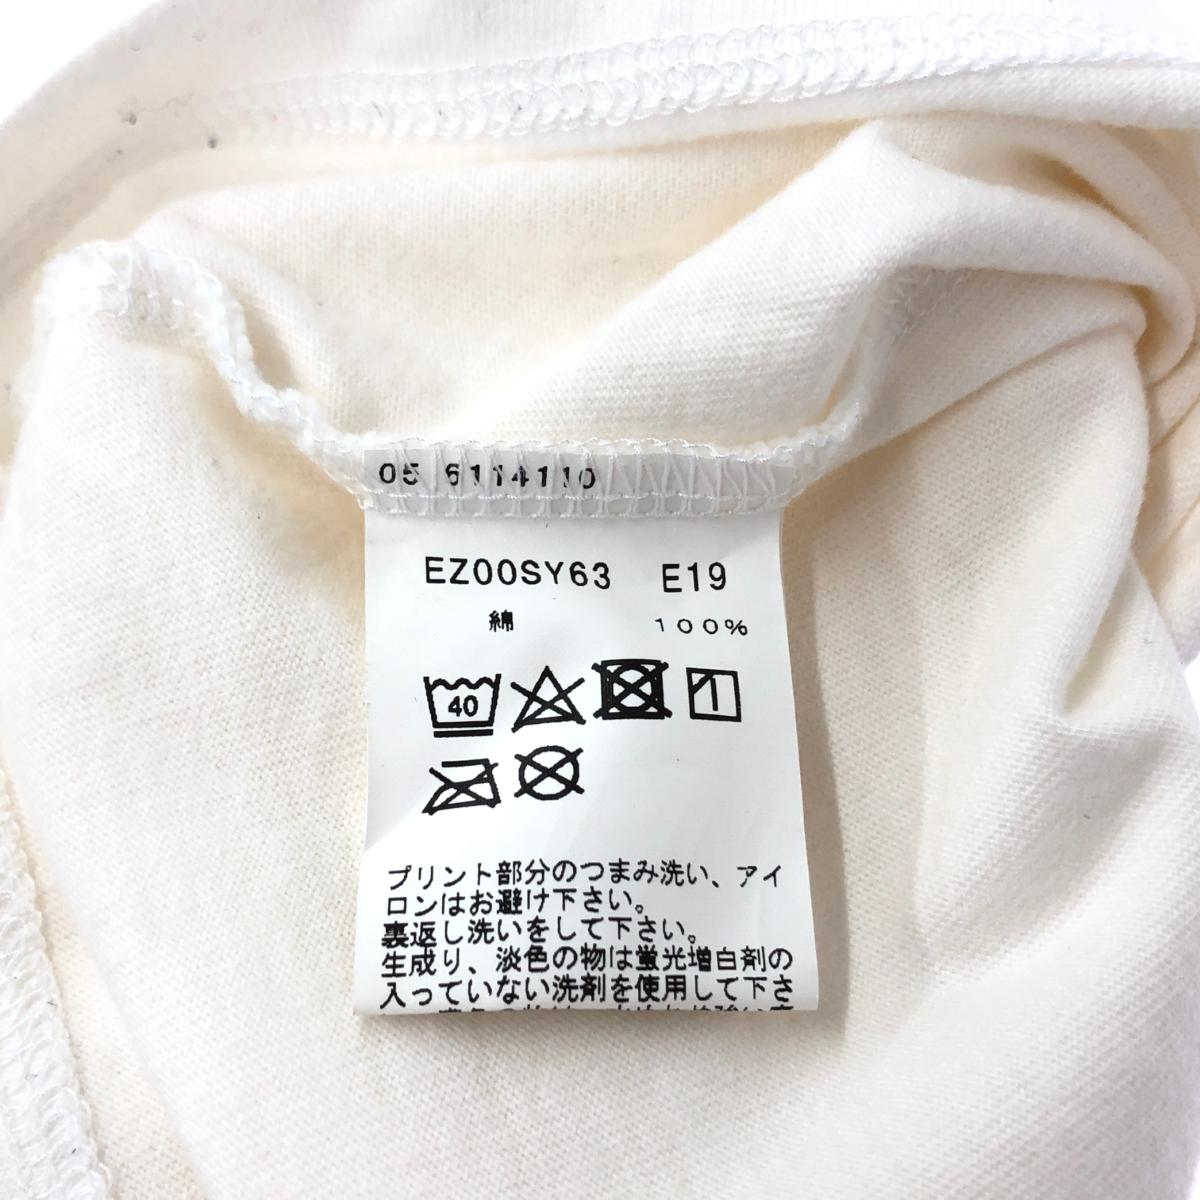 05 6114110
EZ00SY63 E19
綿 100%
40
プリント部分のつまみ洗い、アイ
ロンはお避け下さい。
裏返し洗いをして下さい。
生成り、淡色の物は蛍光増白剤の
入っていない洗剤を使用して下さ